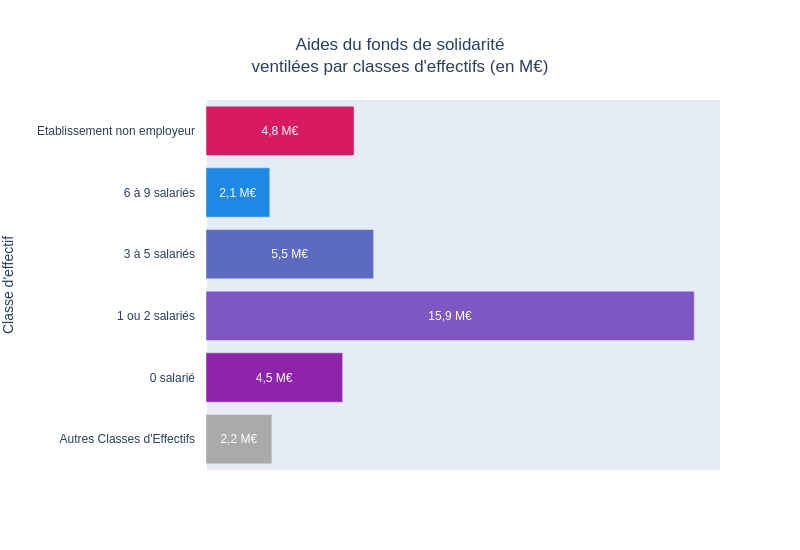 Aides du fonds de solidarité
ventilées par classes d'effectifs (en M€)
Classe d'effectif
Etablissement non employeur
4,8 M€
6 à 9 salariés
2,1 M€
3 à 5 salariés
5,5 M€
1 ou 2 salariés
15,9 M€
0 salarié
4,5 M€
Autres Classes d'Effectifs
2,2 M€